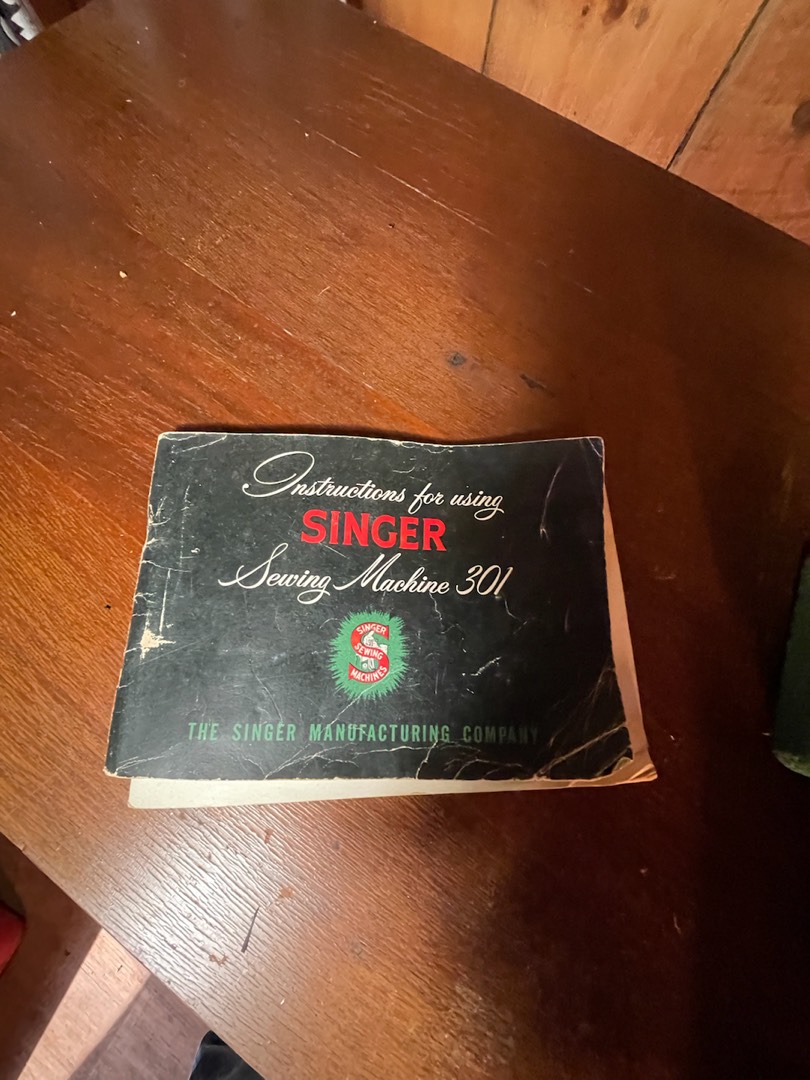 Instructions for using
SINGER
Sewing Machine 301
SINGER
SEWING
MACHINES
THE SINGER MANUFACTURING COMPANY